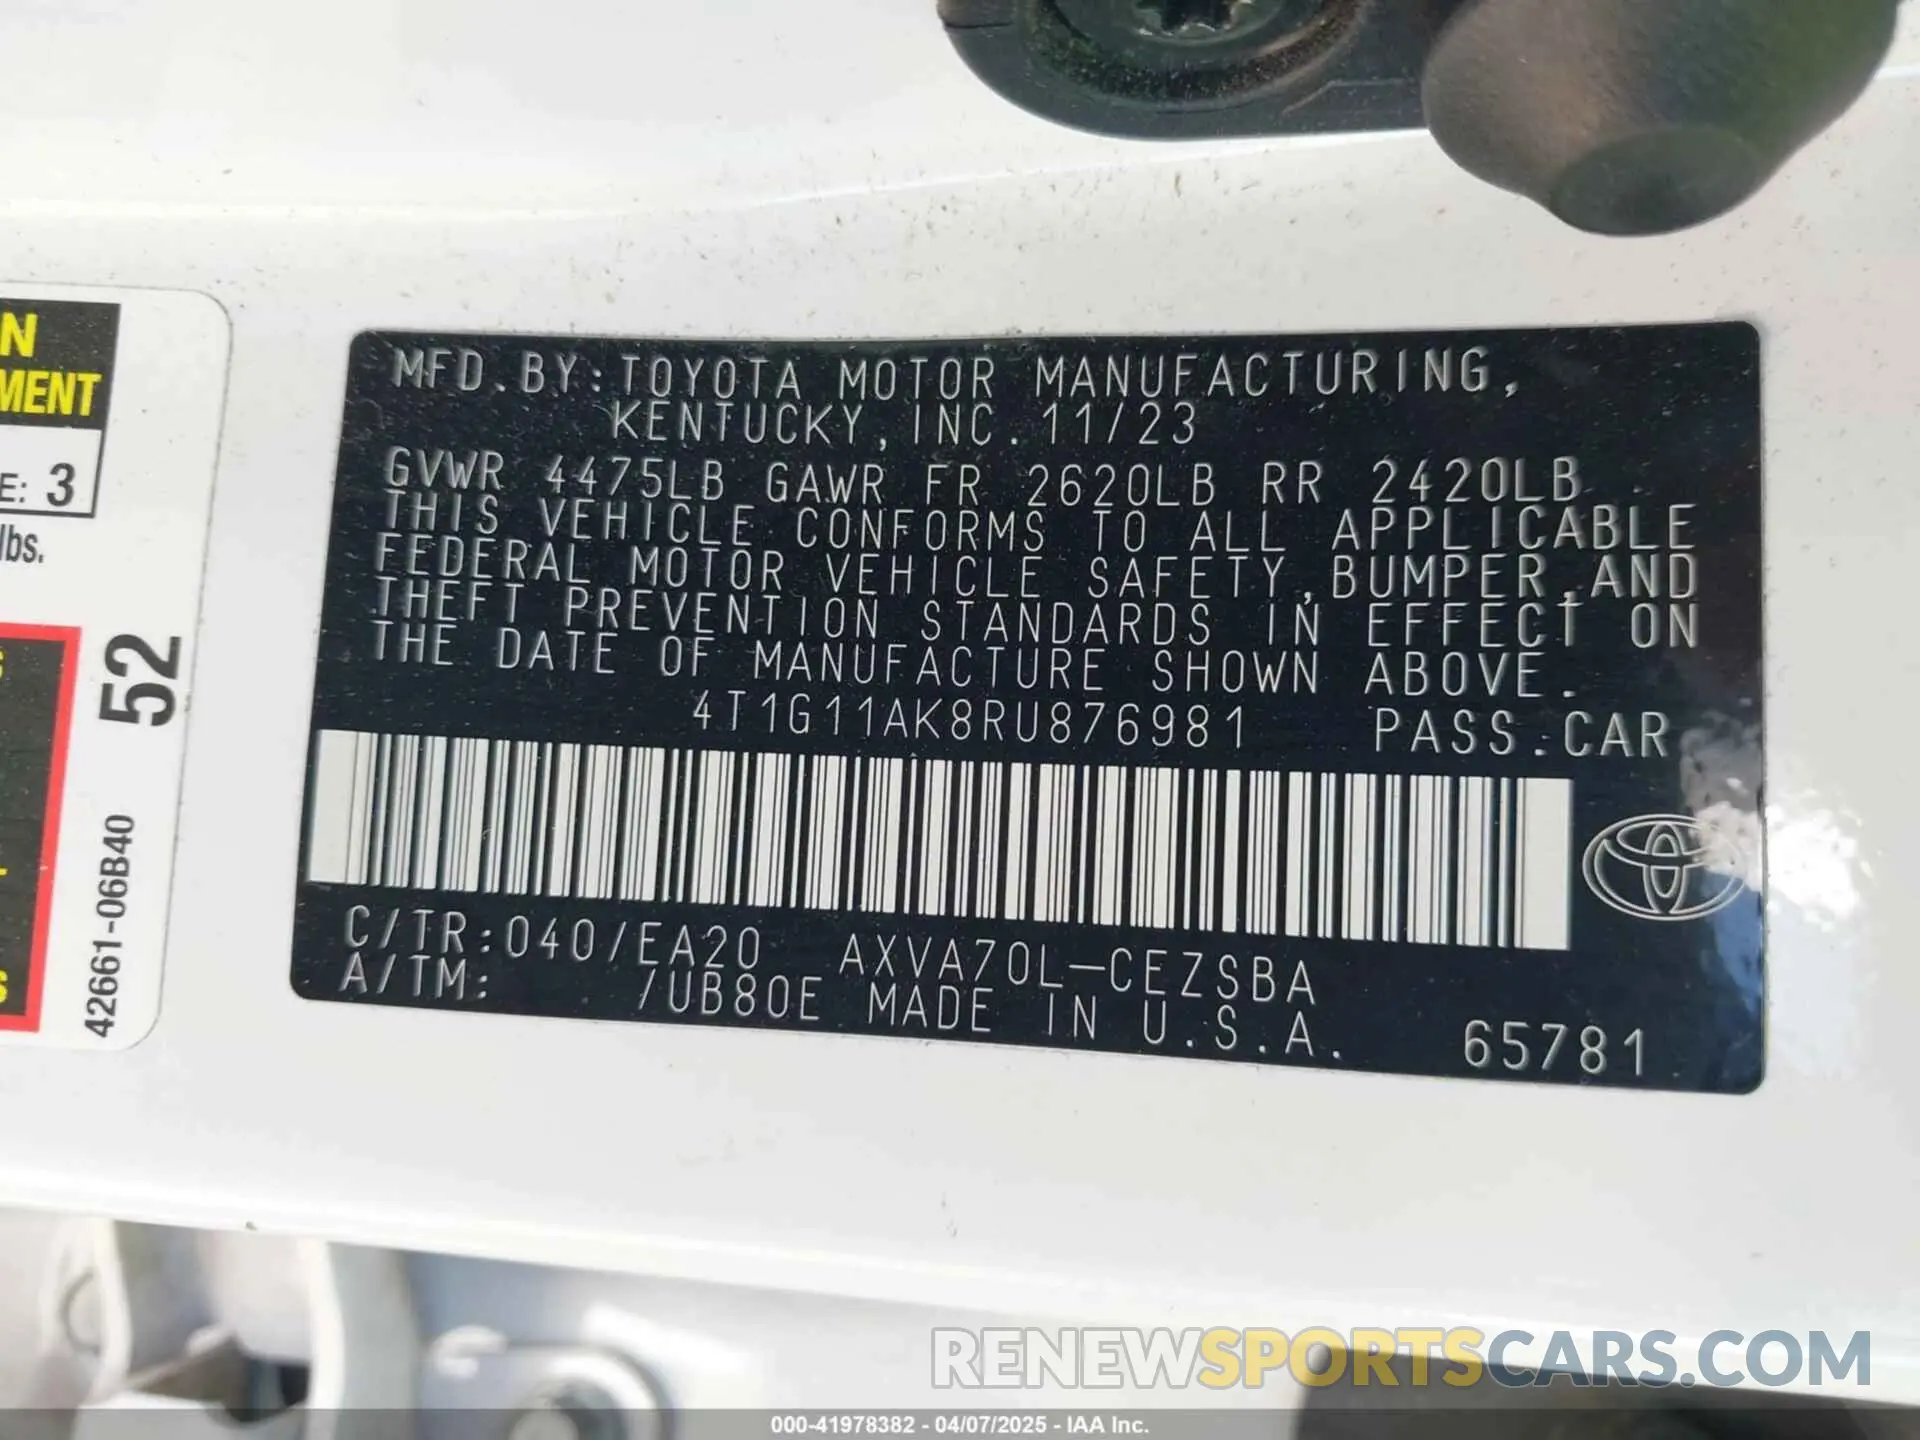 MFD.BY:TOYOTA MOTOR MANUFACTURING,
KENTUCKY, INC. 11/23
GVWR 4475LB GAWR FR 2620LB RR 2420LB
THIS VEHICLE CONFORMS TO ALL APPLICABLE
FEDERAL MOTOR VEHICLE SAFETY,BUMPER,AND
THEFT PREVENTION STANDARDS IN EFFECT ON
THE DATE OF MANUFACTURE SHOWN ABOVE.
4T1G11AK8RU876981 PASS.CAR
C/TR:040/EA20 AXVA70L-CEZSBA
A/TM: /UB80E MADE IN U.S.A.
65781
N
MENT
E: 3
lbs.
52
42661-06B40
S
RENEWSPORTSCARS.COM
000-41978382 - 04/07/2025 - IAA Inc.